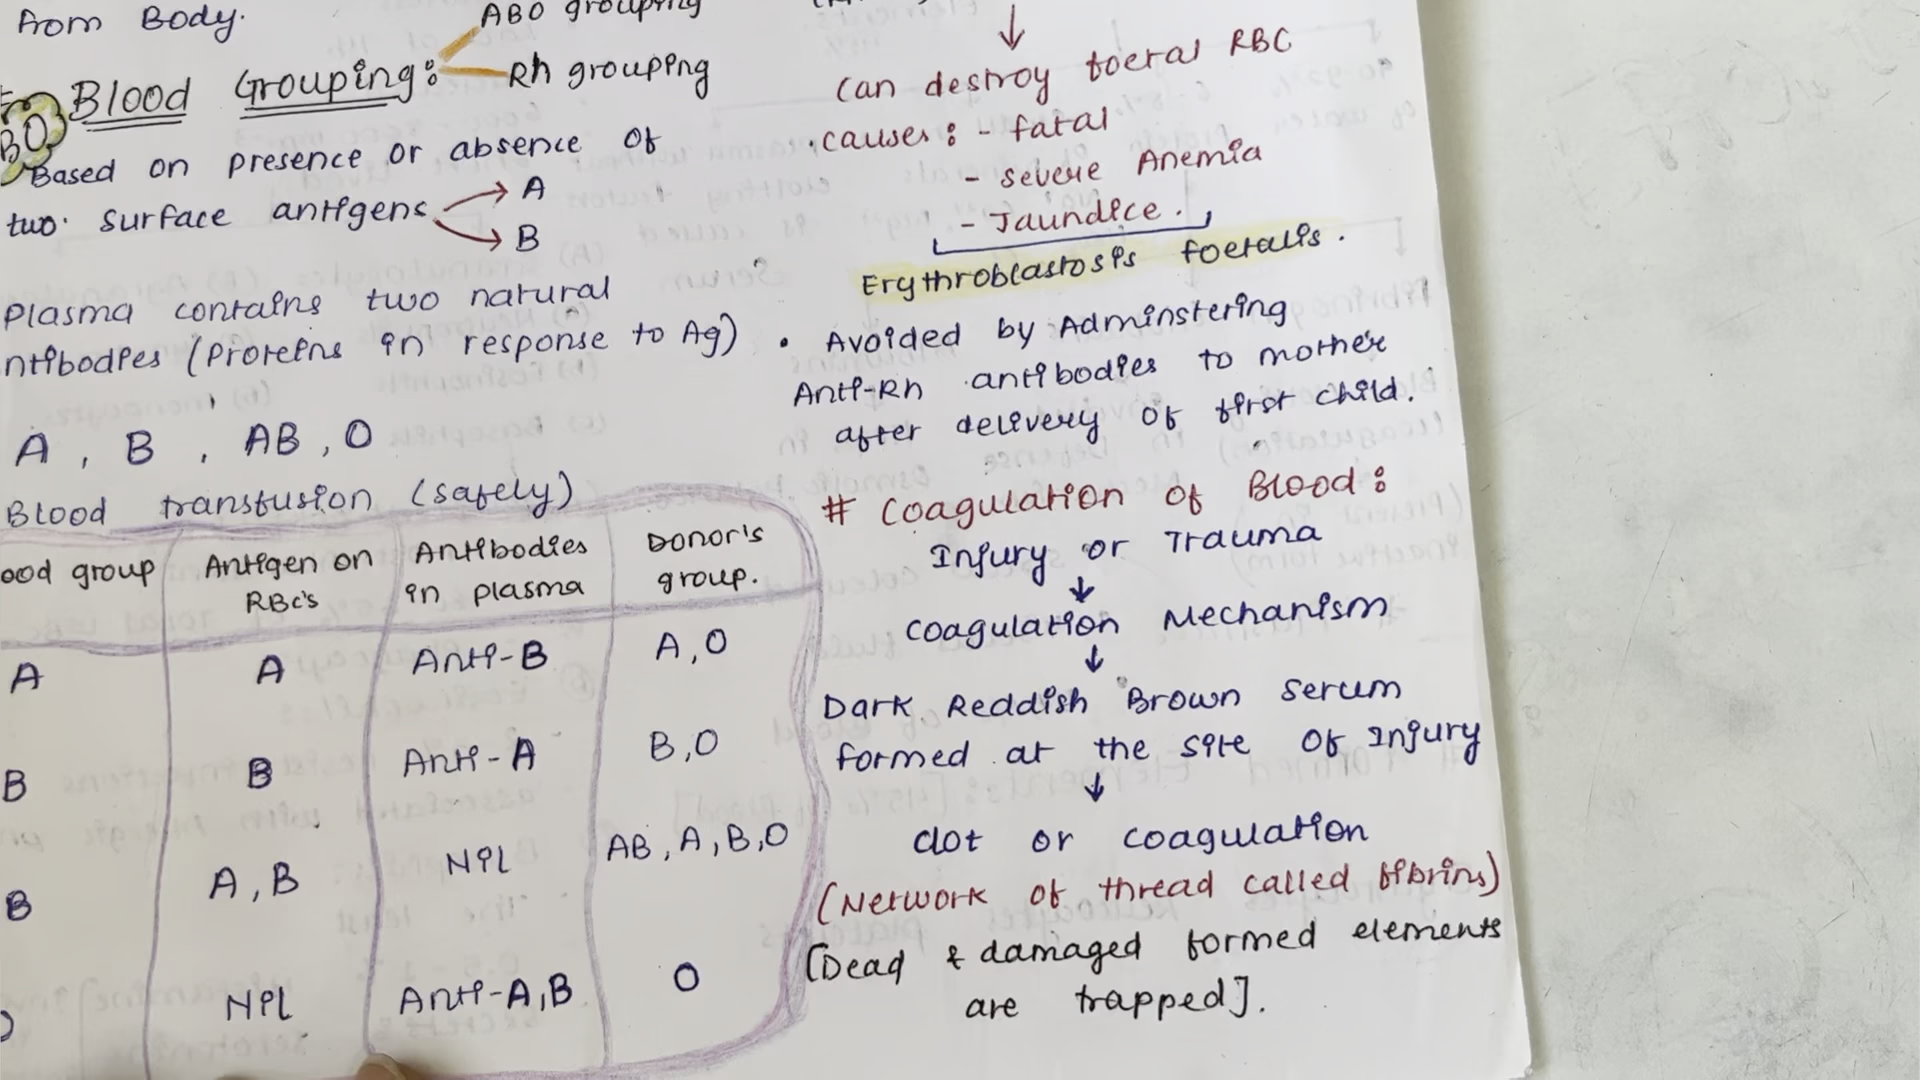 from Body.
ABO grouping
Blood Grouping:
Rh grouping
Based on presence or absence of
two surface antigens
A
B
Plasma contains two natural
ntibodies (Proteins in response to Ag)
A, B, AB, O
Blood transfusion (safely)
ood group Antigen on RBC's Antibodies in plasma Donor's group.
A A Anti-B A,O
B B Anti-A B,O
B A,B Nil AB,A,B,O
Nil Anti-A,B O
can destroy foetal RBC
causes: - fatal
- severe Anemia
- Jaundice.
Erythroblastosis foetalis.
• Avoided by Adminstering
Anti-Rh antibodies to mother
after delivery of first child.
# Coagulation of Blood:
Injury or Trauma
↓
Coagulation Mechanism
↓
Dark Reddish Brown serum
formed at the site of Injury
↓
clot or coagulation
(Network of thread called fibrins)
[Dead & damaged formed elements
are trapped].